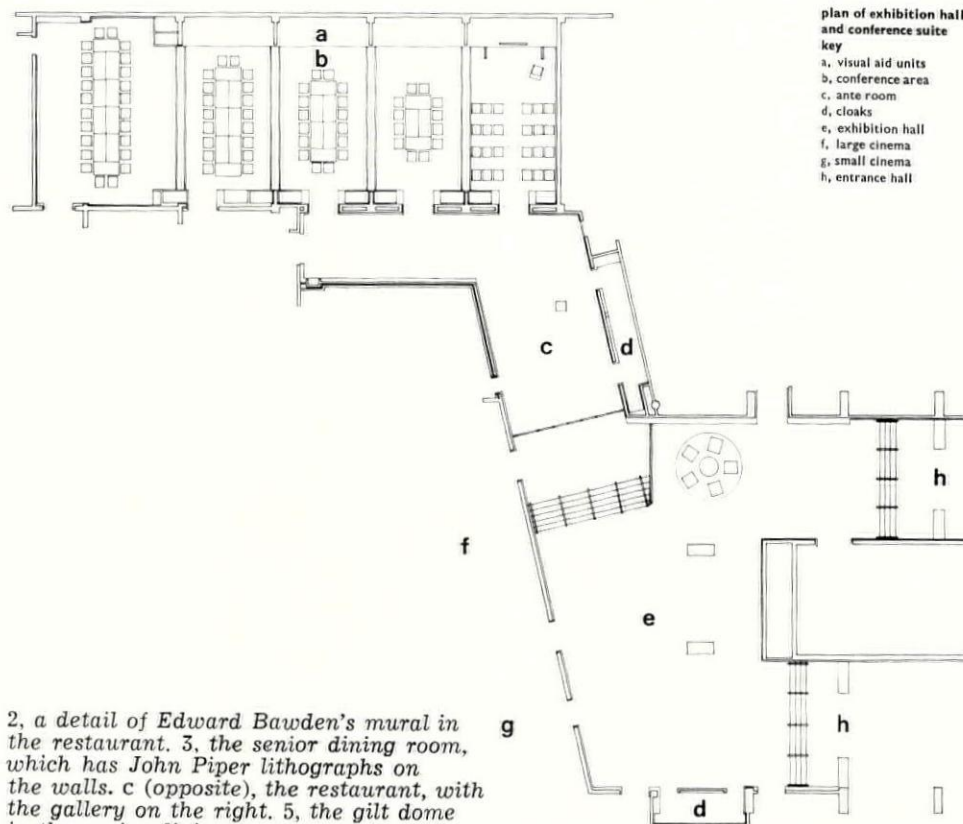 plan of exhibition hall
and conference suite
key
a, visual aid units
b, conference area
c, ante room
d, cloaks
e, exhibition hall
f, large cinema
g, small cinema
h, entrance hall
a
b
c
d
h
f
e
g
h
d
2, a detail of Edward Bawden's mural in
the restaurant. 3, the senior dining room,
which has John Piper lithographs on
the walls. c (opposite), the restaurant, with
the gallery on the right. 5, the gilt dome